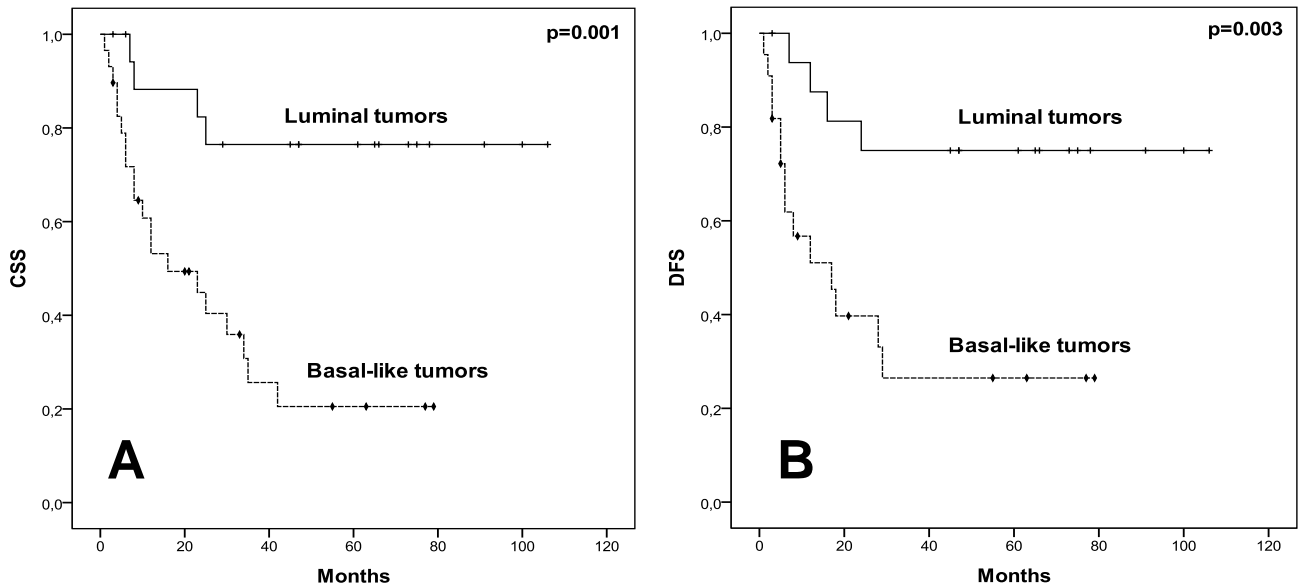 p=0.001
1,0
0,8
0,6
0,4
0,2
0,0
CSS
Luminal tumors
Basal-like tumors
A
0 20 40 60 80 100 120
Months
p=0.003
1,0
0,8
0,6
0,4
0,2
0,0
DFS
Luminal tumors
Basal-like tumors
B
0 20 40 60 80 100 120
Months